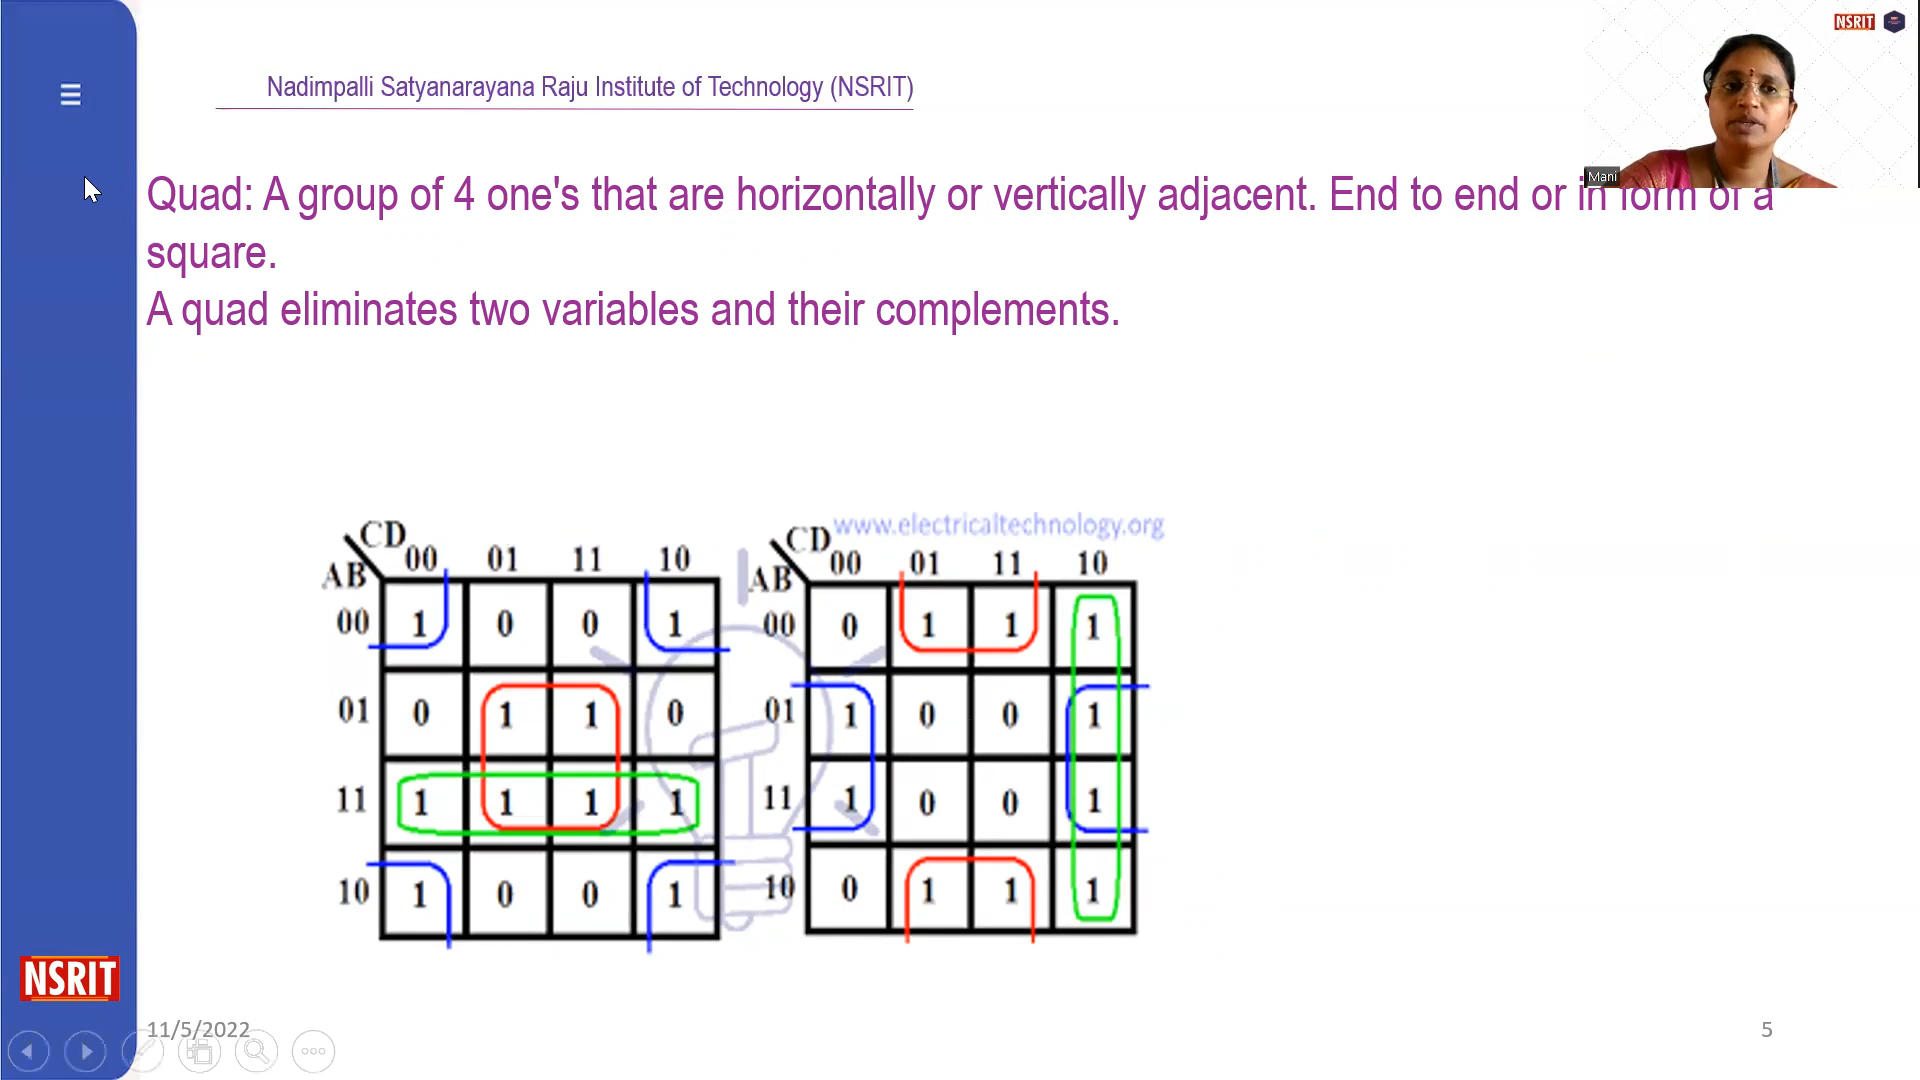 NSRIT
Nadimpalli Satyanarayana Raju Institute of Technology (NSRIT)
Mani
Quad: A group of 4 one's that are horizontally or vertically adjacent. End to end or in form of a
square.
A quad eliminates two variables and their complements.
www.electricaltechnology.org
CD
AB
00 01 11 10
00 1 0 0 1
01 0 1 1 0
11 1 1 1 1
10 1 0 0 1
CD
AB
00 01 11 10
00 0 1 1 1
01 1 0 0 1
11 1 0 0 1
10 0 1 1 1
NSRIT
11/5/2022
5